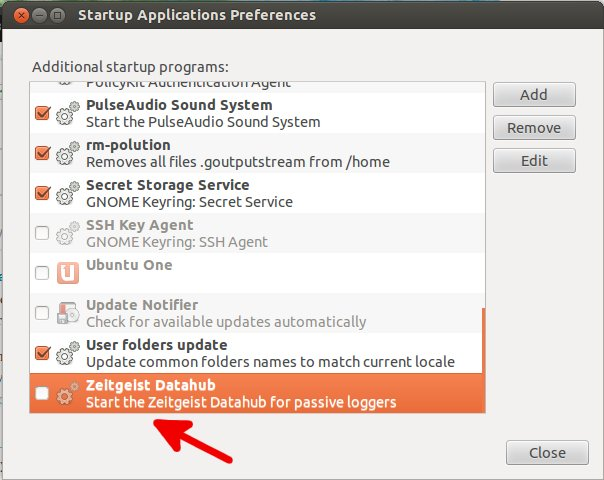 Startup Applications Preferences
Additional startup programs:
PolicyKit Authentication Agent
PulseAudio Sound System
Start the PulseAudio Sound System
rm-polution
Removes all files .goutputstream from /home
Secret Storage Service
GNOME Keyring: Secret Service
SSH Key Agent
GNOME Keyring: SSH Agent
Ubuntu One
Update Notifier
Check for available updates automatically
User folders update
Update common folders names to match current locale
Zeitgeist Datahub
Start the Zeitgeist Datahub for passive loggers
Add
Remove
Edit
Close